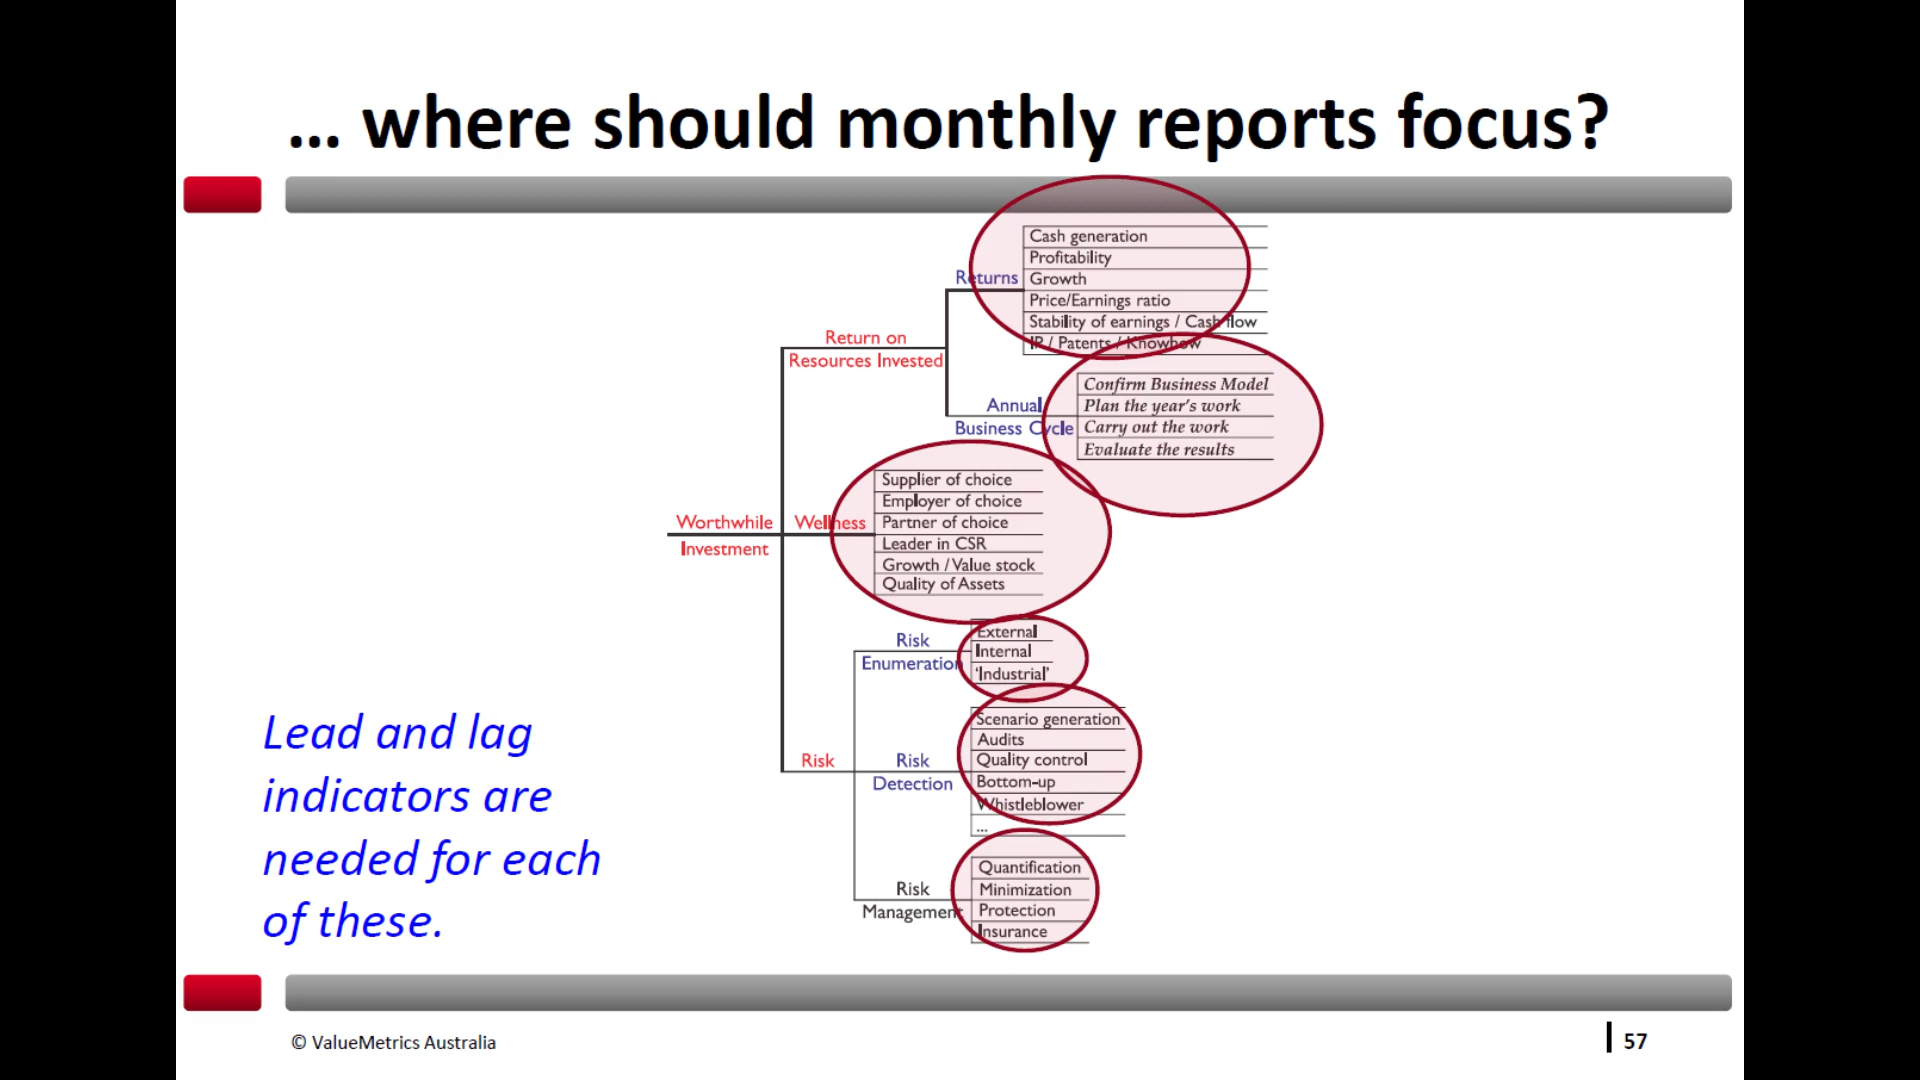 ... where should monthly reports focus?
Cash generation
Profitability
Returns
Growth
Price/Earnings ratio
Stability of earnings / Cash flow
IP / Patents / Knowhow
Return on
Resources Invested
Confirm Business Model
Annual
Plan the year's work
Business Cycle
Carry out the work
Evaluate the results
Supplier of choice
Employer of choice
Worthwhile
Investment
Wellness
Partner of choice
Leader in CSR
Growth / Value stock
Quality of Assets
Risk
Enumeration
External
Internal
‘Industrial’
Scenario generation
Audits
Risk
Risk
Detection
Quality control
Bottom-up
Whistleblower
...
Risk
Management
Quantification
Minimization
Protection
Insurance
Lead and lag
indicators are
needed for each
of these.
© ValueMetrics Australia
57